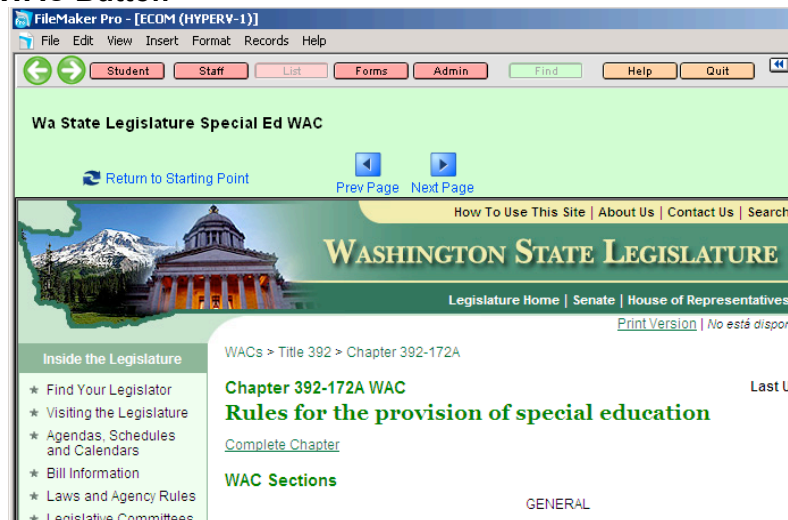 FileMaker Pro - [ECOM (HYPERV-1)]
File Edit View Insert Format Records Help
Student Staff List Forms Admin Find Help Quit
Wa State Legislature Special Ed WAC
Return to Starting Point
Prev Page Next Page
How To Use This Site | About Us | Contact Us | Search
WASHINGTON STATE LEGISLATURE
Legislature Home | Senate | House of Representatives
Print Version | No está dispon
Inside the Legislature
WACs > Title 392 > Chapter 392-172A
★ Find Your Legislator
★ Visiting the Legislature
★ Agendas, Schedules
and Calendars
★ Bill Information
★ Laws and Agency Rules
★ Legislative Committees
Chapter 392-172A WAC
Last U
Rules for the provision of special education
Complete Chapter
WAC Sections
GENERAL